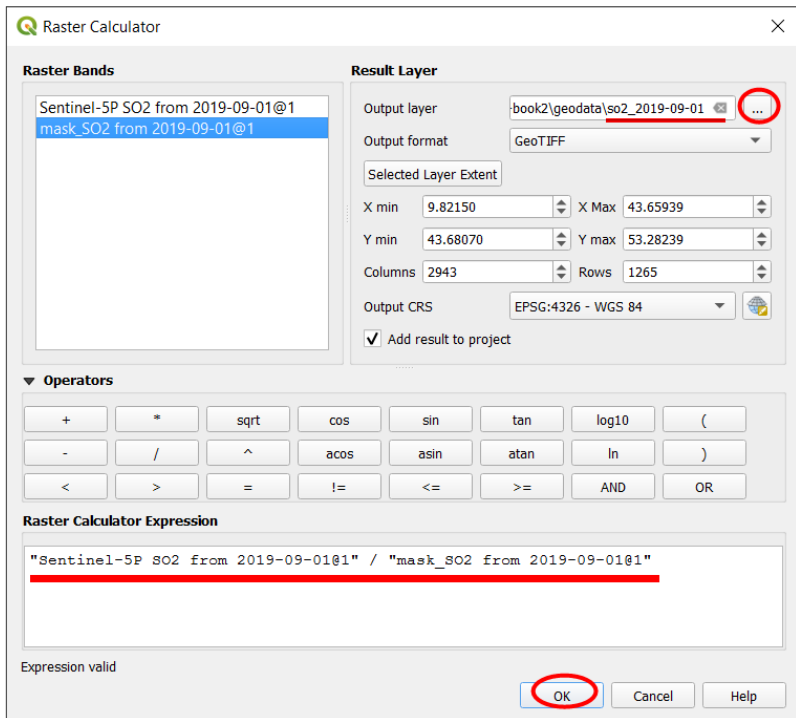 Raster Calculator
Raster Bands
Sentinel-5P SO2 from 2019-09-01@1
mask_SO2 from 2019-09-01@1
Result Layer
Output layer -book2\geodata\so2_2019-09-01 ...
Output format GeoTIFF
Selected Layer Extent
X min 9.82150 X Max 43.65939
Y min 43.68070 Y max 53.28239
Columns 2943 Rows 1265
Output CRS EPSG:4326 - WGS 84
Add result to project
Operators
+ * sqrt cos sin tan log10 (
- / ^ acos asin atan ln )
< > = != <= >= AND OR
Raster Calculator Expression
"Sentinel-5P SO2 from 2019-09-01@1" / "mask_SO2 from 2019-09-01@1"
Expression valid
OK Cancel Help